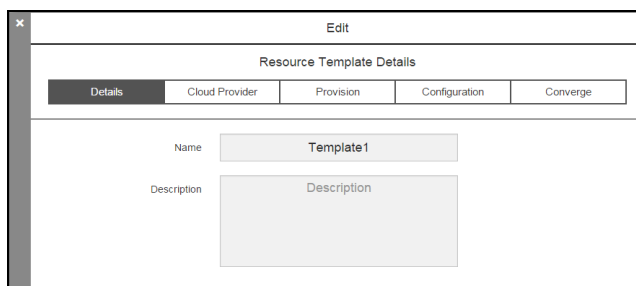 ×
Edit
Resource Template Details
Details Cloud Provider Provision Configuration Converge
Name Template1
Description Description